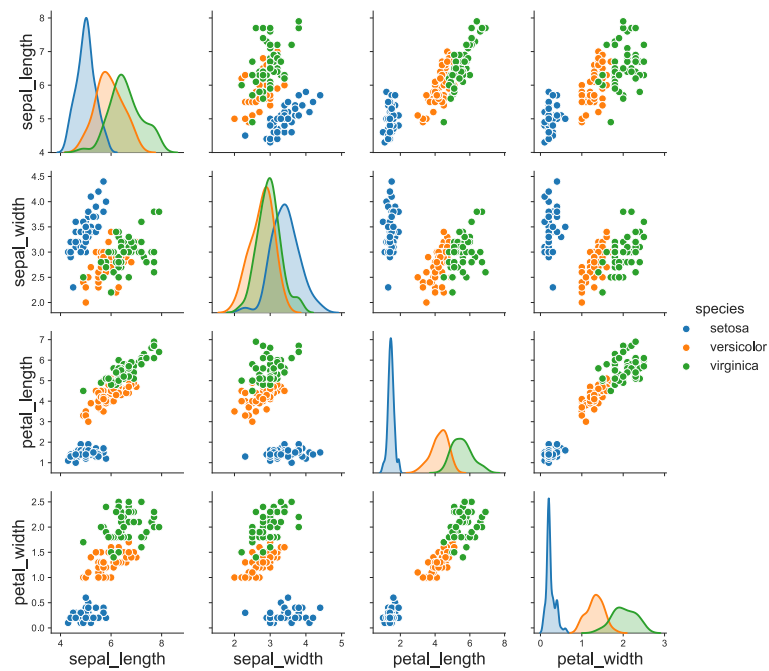 8
7
6
5
4
sepal_length
4.5
4.0
3.5
3.0
2.5
2.0
sepal_width
species
setosa
versicolor
virginica
7
6
5
4
3
2
1
petal_length
2.5
2.0
1.5
1.0
0.5
0.0
petal_width
4 6 8
2 3 4 5
2 4 6 8
0 1 2 3
sepal_length sepal_width petal_length petal_width